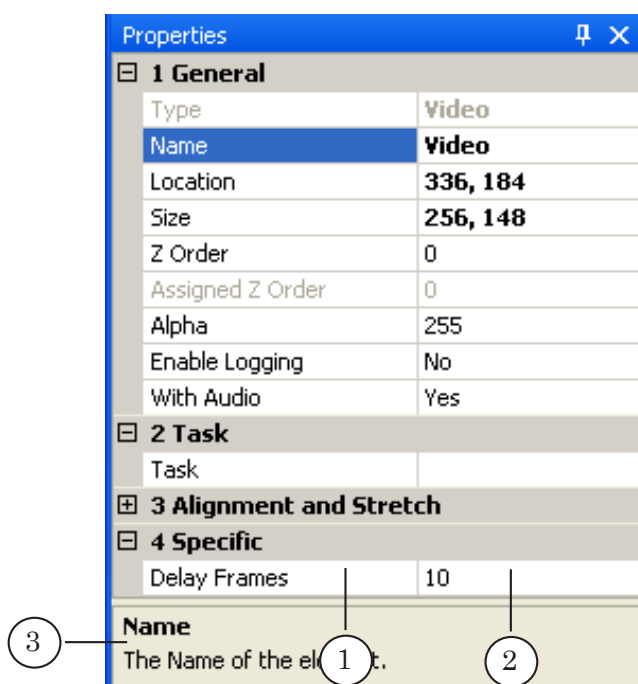 Properties
1 General
Type Video
Name Video
Location 336, 184
Size 256, 148
Z Order 0
Assigned Z Order 0
Alpha 255
Enable Logging No
With Audio Yes
2 Task
Task
3 Alignment and Stretch
4 Specific
Delay Frames 10
Name
3
The Name of the 1 2